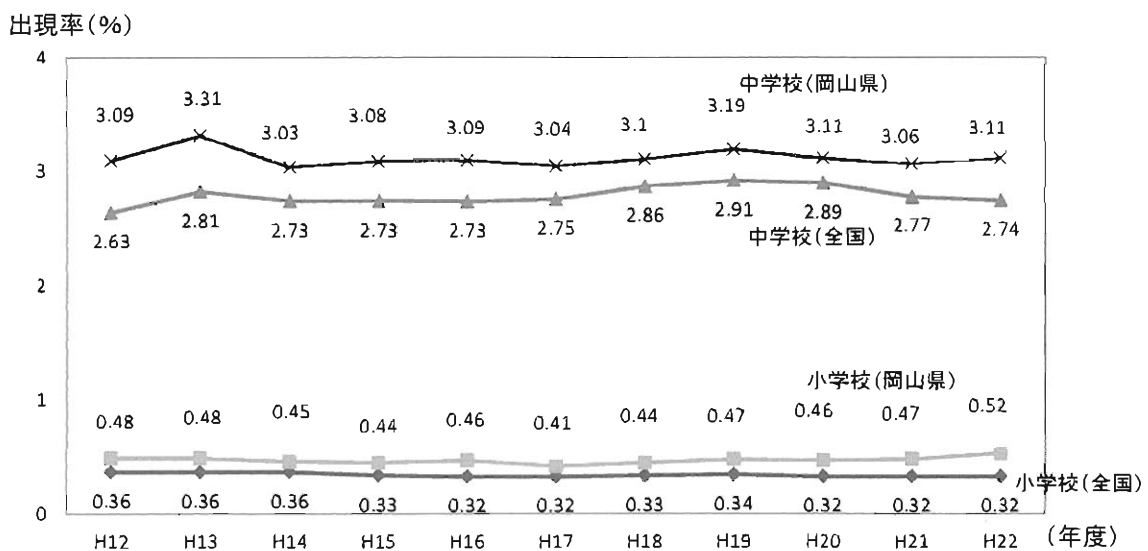 出現率(%)
4
中学校(岡山県)
3.09 3.31 3.03 3.08 3.09 3.04 3.1 3.19 3.11 3.06 3.11
3
2.63 2.81 2.73 2.73 2.73 2.75 2.86 2.91 2.89 2.77 2.74
中学校(全国)
2
小学校(岡山県)
1
0.48 0.48 0.45 0.44 0.46 0.41 0.44 0.47 0.46 0.47 0.52
小学校(全国)
0.36 0.36 0.36 0.33 0.32 0.32 0.33 0.34 0.32 0.32 0.32
0
H12 H13 H14 H15 H16 H17 H18 H19 H20 H21 H22 (年度)